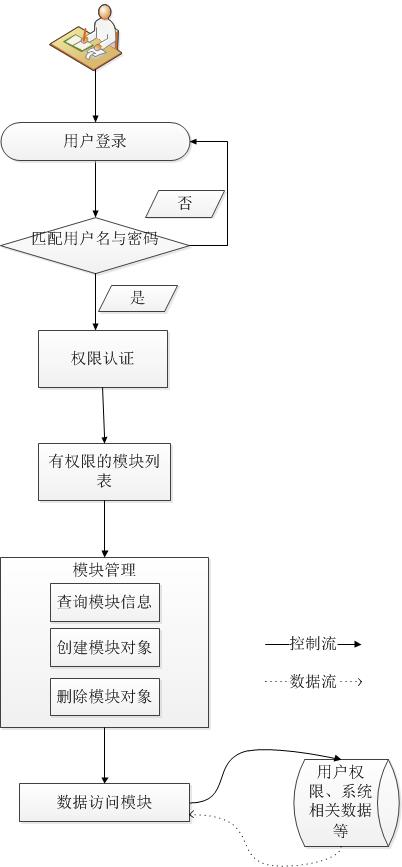 用户登录
否
匹配用户名与密码
是
权限认证
有权限的模块列
表
模块管理
查询模块信息
创建模块对象
删除模块对象
控制流
数据流
数据访问模块
用户权
限、系统
相关数据
等